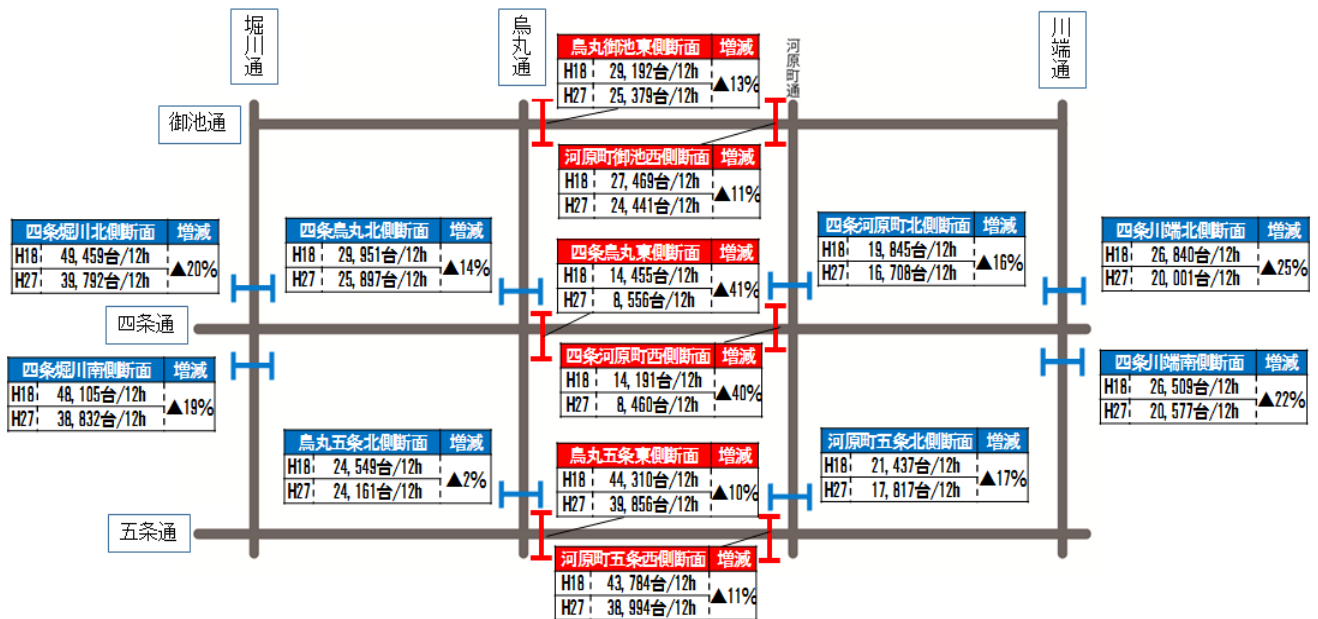 堀川通
烏丸通
河原町通
川端通
御池通
四条通
五条通
烏丸御池東側断面 増減
H18 29,192台/12h ▲13%
H27 25,379台/12h
河原町御池西側断面 増減
H18 27,469台/12h ▲11%
H27 24,441台/12h
四条堀川北側断面 増減
H18 49,459台/12h ▲20%
H27 39,792台/12h
四条烏丸北側断面 増減
H18 29,951台/12h ▲14%
H27 25,897台/12h
四条烏丸東側断面 増減
H18 14,455台/12h ▲41%
H27 8,556台/12h
四条河原町北側断面 増減
H18 19,845台/12h ▲16%
H27 16,708台/12h
四条川端北側断面 増減
H18 26,840台/12h ▲25%
H27 20,001台/12h
四条堀川南側断面 増減
H18 48,105台/12h ▲19%
H27 38,832台/12h
四条河原町西側断面 増減
H18 14,191台/12h ▲40%
H27 8,460台/12h
四条川端南側断面 増減
H18 26,509台/12h ▲22%
H27 20,577台/12h
烏丸五条北側断面 増減
H18 24,549台/12h ▲2%
H27 24,161台/12h
烏丸五条東側断面 増減
H18 44,310台/12h ▲10%
H27 39,856台/12h
河原町五条北側断面 増減
H18 21,437台/12h ▲17%
H27 17,817台/12h
河原町五条西側断面 増減
H18 43,784台/12h ▲11%
H27 38,994台/12h